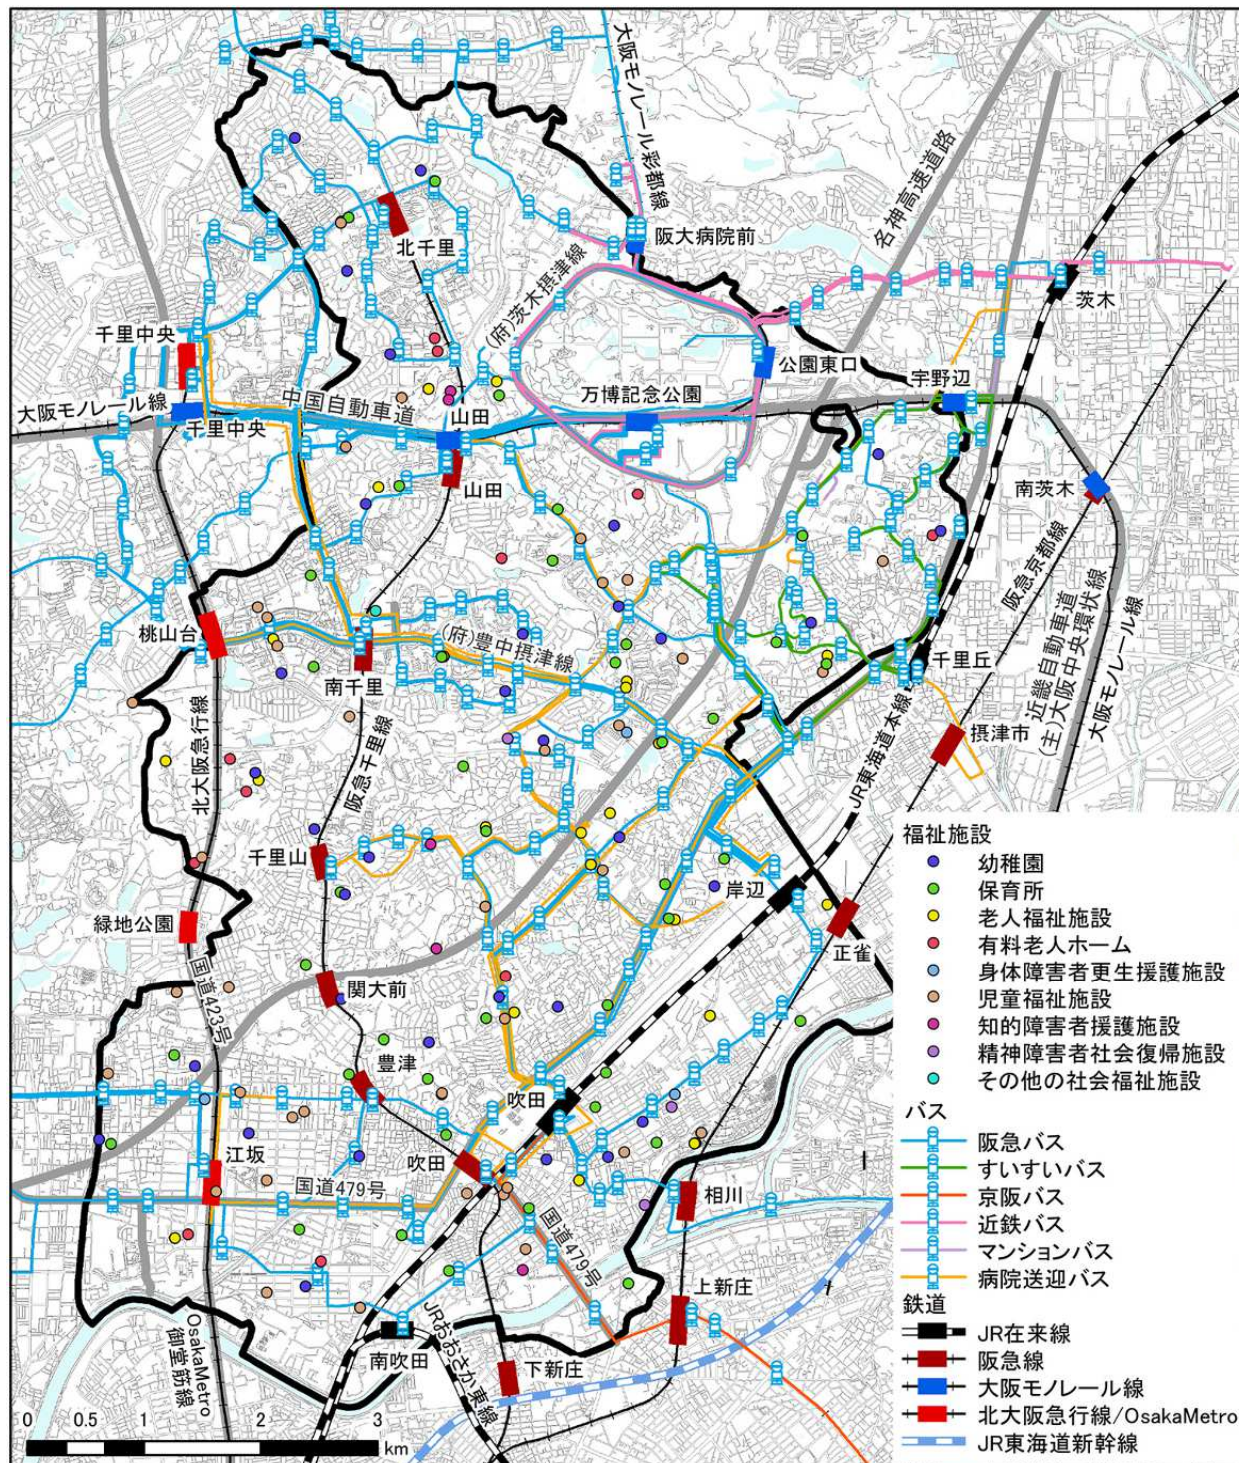 大阪モノレール彩都線
名神高速道路
阪大病院前
北千里
(府)茨木摂津線
茨木
千里中央
公園東口
宇野辺
万博記念公園
中国自動車道
大阪モノレール線
山田
千里中央
山田
南茨木
阪急京都線
桃山台
(府)豊中摂津線
近畿自動車道
(主)大阪中央環状線
大阪モノレール線
千里丘
南千里
JR東海道本線
摂津市
北大阪急行線
阪急千里線
千里山
岸辺
緑地公園
正雀
国道423号
関大前
豊津
吹田
江坂
吹田
国道479号
相川
国道479号
上新庄
OsakaMetro
御堂筋線
南吹田
JRおおさか東線
下新庄
0 0.5 1 2 3
km
福祉施設
幼稚園
保育所
老人福祉施設
有料老人ホーム
身体障害者更生援護施設
児童福祉施設
知的障害者援護施設
精神障害者社会復帰施設
その他の社会福祉施設
バス
阪急バス
すいすいバス
京阪バス
近鉄バス
マンションバス
病院送迎バス
鉄道
JR在来線
阪急線
大阪モノレール線
北大阪急行線/OsakaMetro
JR東海道新幹線